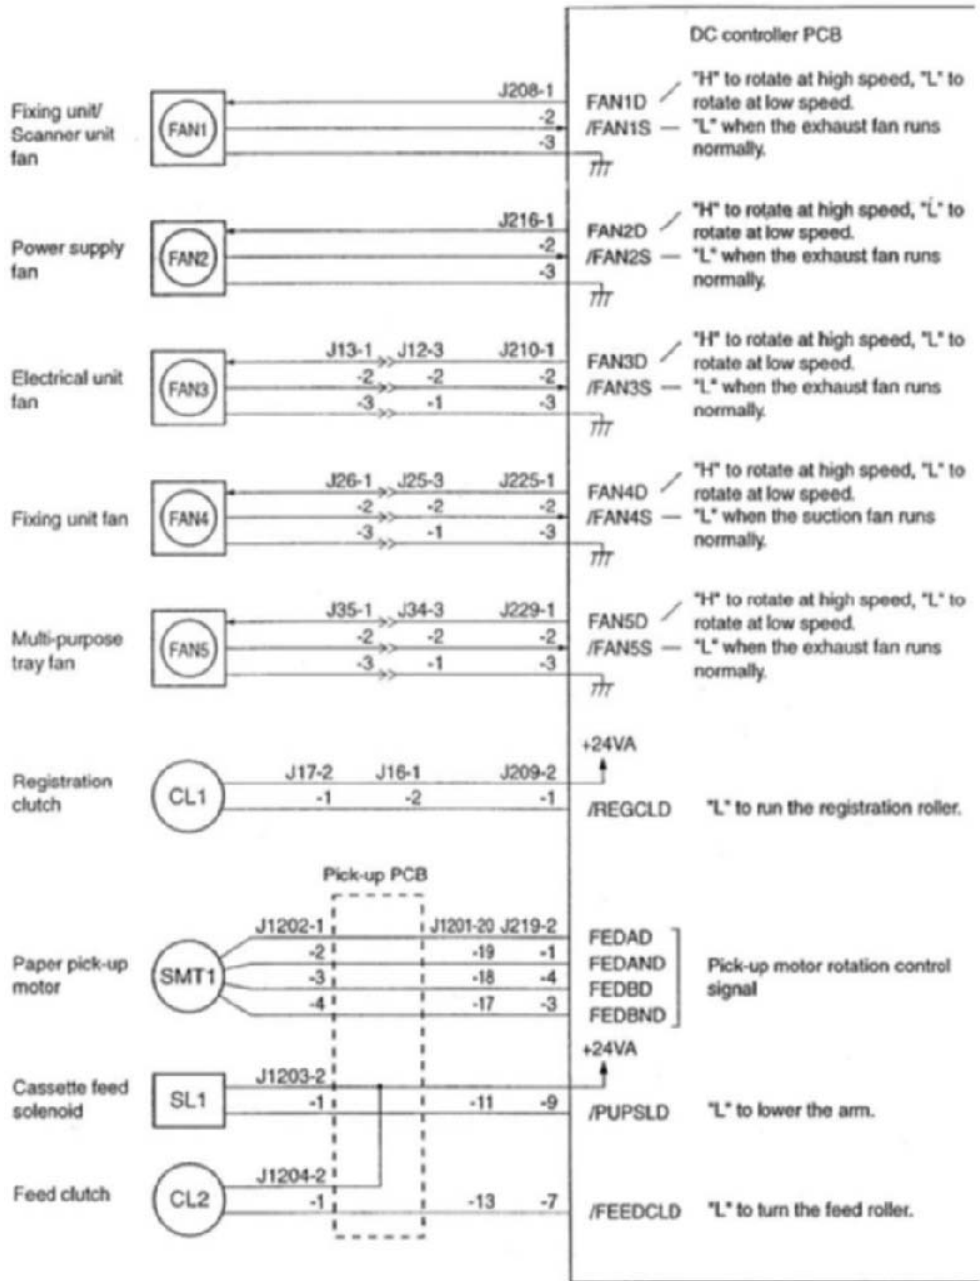 DC controller PCB
Fixing unit/
Scanner unit
fan
FAN1
J208-1
-2
-3
FAN1D
/FAN1S
"H" to rotate at high speed, "L" to
rotate at low speed.
"L" when the exhaust fan runs
normally.
Power supply
fan
FAN2
J216-1
-2
-3
FAN2D
/FAN2S
"H" to rotate at high speed, "L" to
rotate at low speed.
"L" when the exhaust fan runs
normally.
Electrical unit
fan
FAN3
J13-1 J12-3 J210-1
-2 -2 -2
-3 -1 -3
FAN3D
/FAN3S
"H" to rotate at high speed, "L" to
rotate at low speed.
"L" when the exhaust fan runs
normally.
Fixing unit fan
FAN4
J26-1 J25-3 J225-1
-2 -2 -2
-3 -1 -3
FAN4D
/FAN4S
"H" to rotate at high speed, "L" to
rotate at low speed.
"L" when the suction fan runs
normally.
Multi-purpose
tray fan
FAN5
J35-1 J34-3 J229-1
-2 -2 -2
-3 -1 -3
FAN5D
/FAN5S
"H" to rotate at high speed, "L" to
rotate at low speed.
"L" when the exhaust fan runs
normally.
+24VA
Registration
clutch
CL1
J17-2 J16-1 J209-2
-1 -2 -1
/REGCLD
"L" to run the registration roller.
Pick-up PCB
Paper pick-up
motor
SMT1
J1202-1 J1201-20 J219-2
-2 -19 -1
-3 -18 -4
-4 -17 -3
FEDAD
FEDAND
FEDBD
FEDBND
Pick-up motor rotation control
signal
+24VA
Cassette feed
solenoid
SL1
J1203-2
-1 -11 -9
/PUPSLD
"L" to lower the arm.
Feed clutch
CL2
J1204-2
-1 -13 -7
/FEEDCLD
"L" to turn the feed roller.